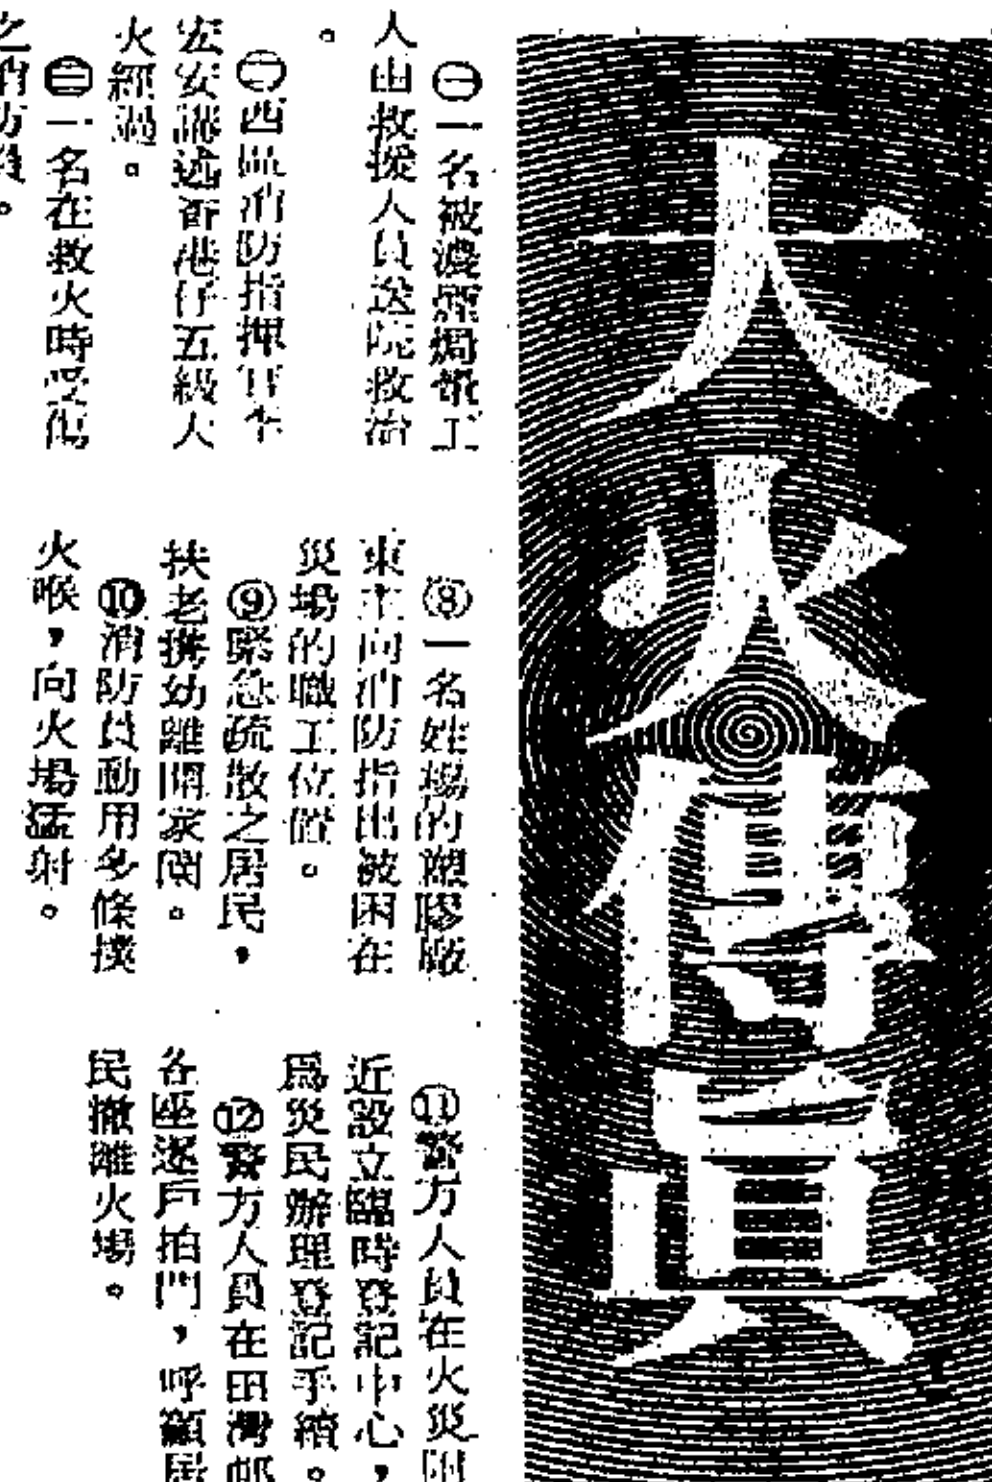 大火傳眞
㊀一名被濃煙焗暈工
人由救援人員送院救治
。
㊁西區消防指揮官李
宏安講述香港仔五級大
火經過。
㊂一名在救火時受傷
之消防員。
⑧一名姓楊的塑膠廠
東主向消防指出被困在
災場的職工位置。
⑨緊急疏散之居民，
扶老攜幼離開家園。
⑩消防員動用多條撲
火喉，向火場猛射。
⑪警方人員在火災附
近設立臨時登記中心，
爲災民辦理登記手續。
⑫警方人員在田灣邨
各座逐戶拍門，呼籲居
民撤離火場。